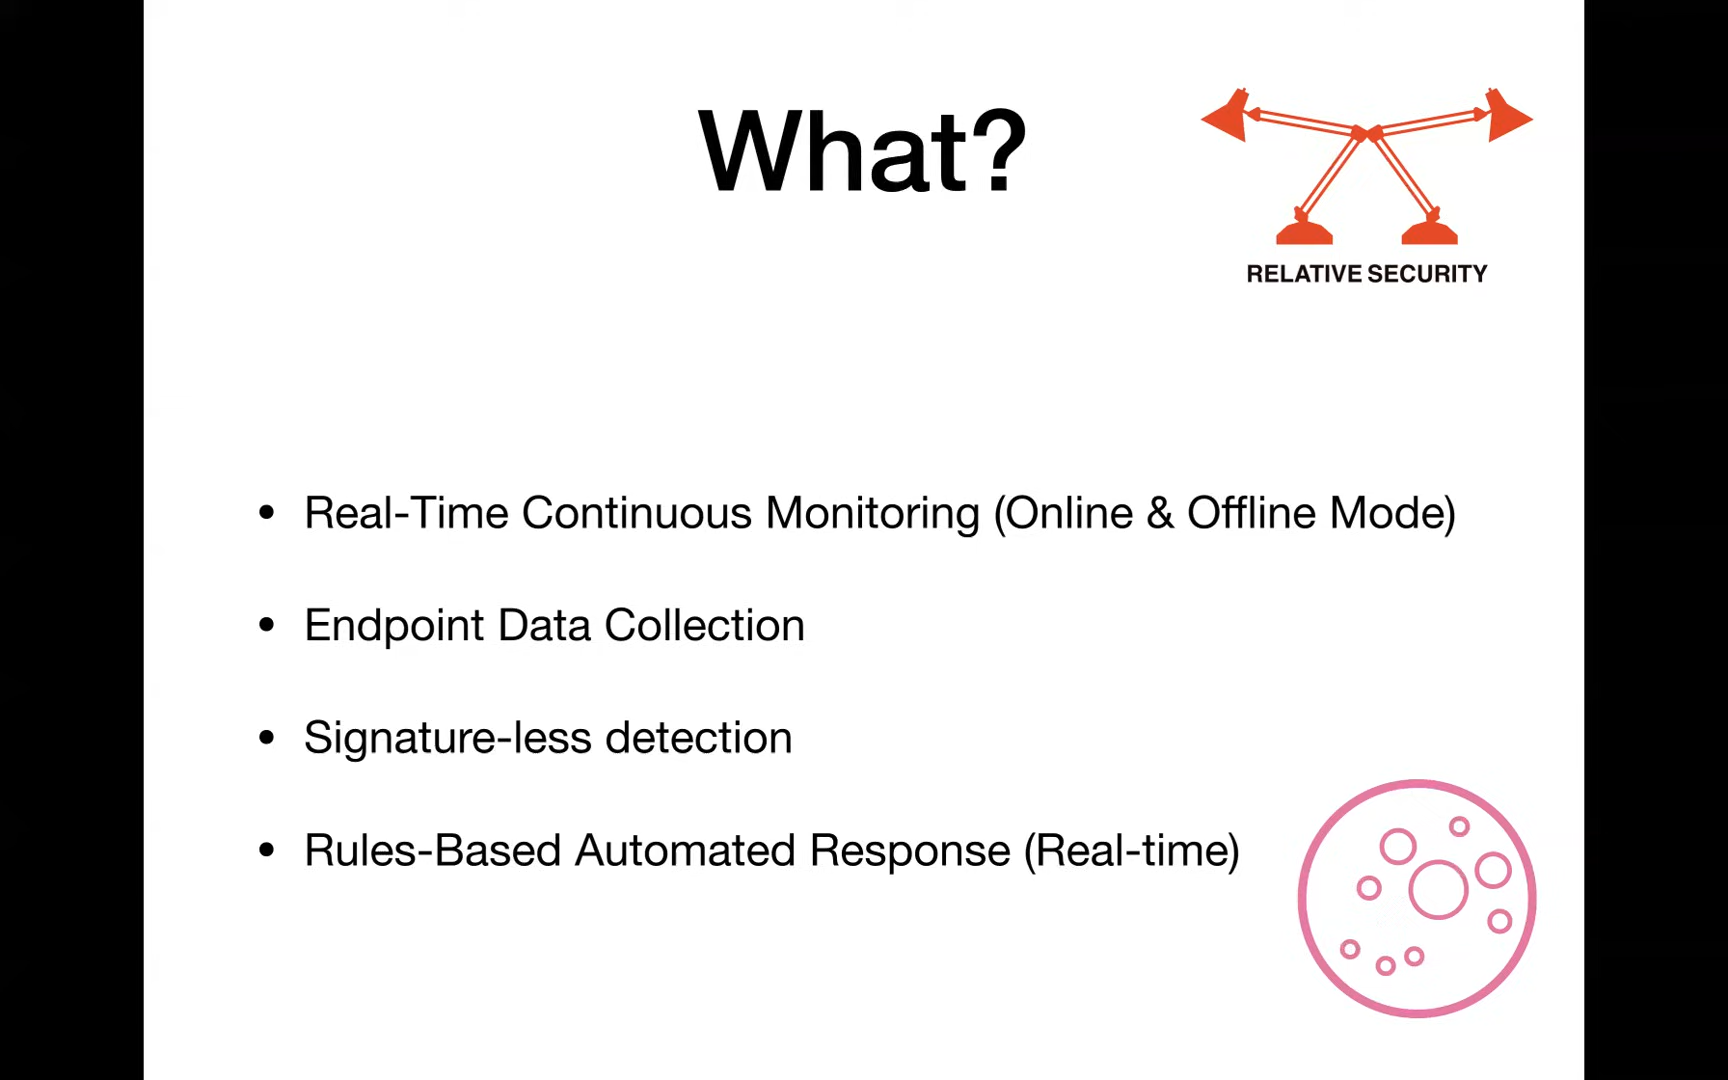 What?
RELATIVE SECURITY
• Real-Time Continuous Monitoring (Online & Offline Mode)
• Endpoint Data Collection
• Signature-less detection
• Rules-Based Automated Response (Real-time)